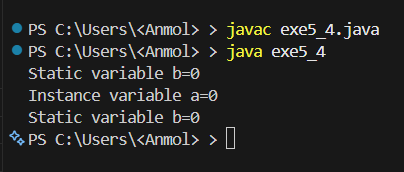 PS C:\Users\<Anmol> > javac exe5_4.java
PS C:\Users\<Anmol> > java exe5_4
Static variable b=0
Instance variable a=0
Static variable b=0
PS C:\Users\<Anmol> >